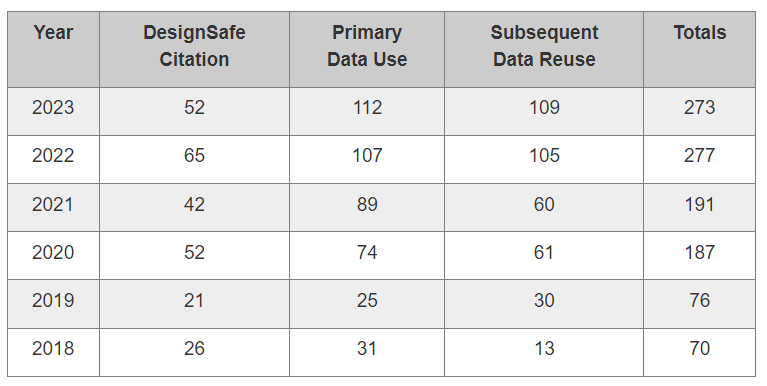 Year DesignSafe Citation Primary Data Use Subsequent Data Reuse Totals
2023 52 112 109 273
2022 65 107 105 277
2021 42 89 60 191
2020 52 74 61 187
2019 21 25 30 76
2018 26 31 13 70